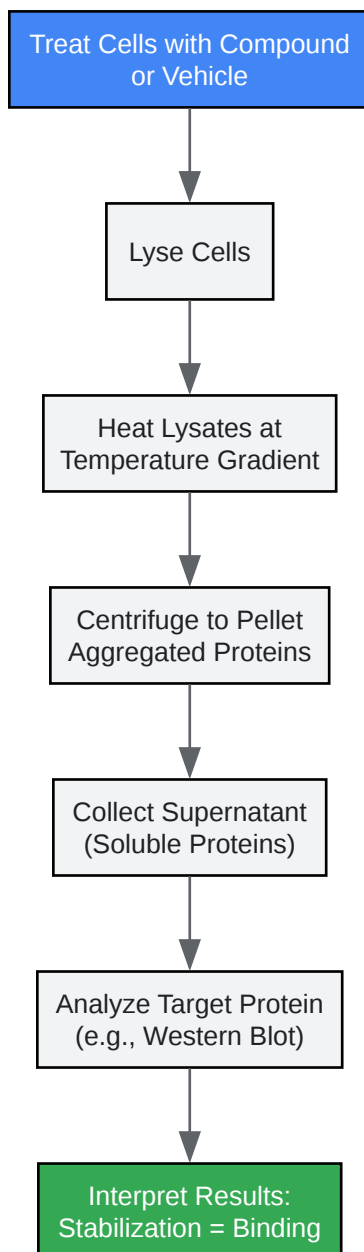 Treat Cells with Compound
or Vehicle
Lyse Cells
Heat Lysates at
Temperature Gradient
Centrifuge to Pellet
Aggregated Proteins
Collect Supernatant
(Soluble Proteins)
Analyze Target Protein
(e.g., Western Blot)
Interpret Results:
Stabilization = Binding